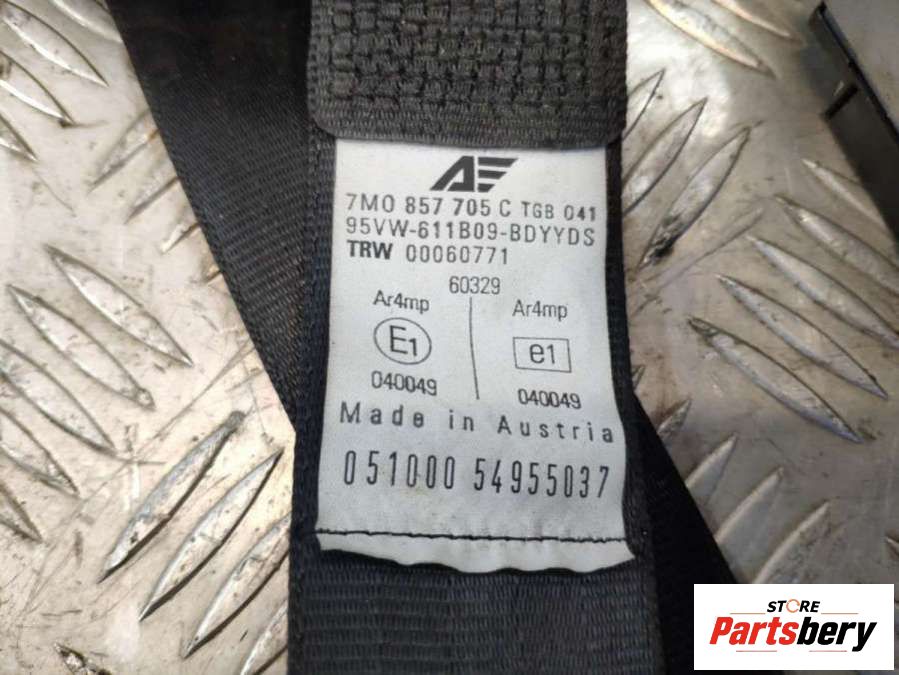 AE
7M0 857 705 C TGB 041
95VW-611B09-BDYYDS
TRW 00060771
60329
Ar4mp Ar4mp
E1 e1
040049 040049
Made in Austria
051000 54955037
STORE
Partsbery